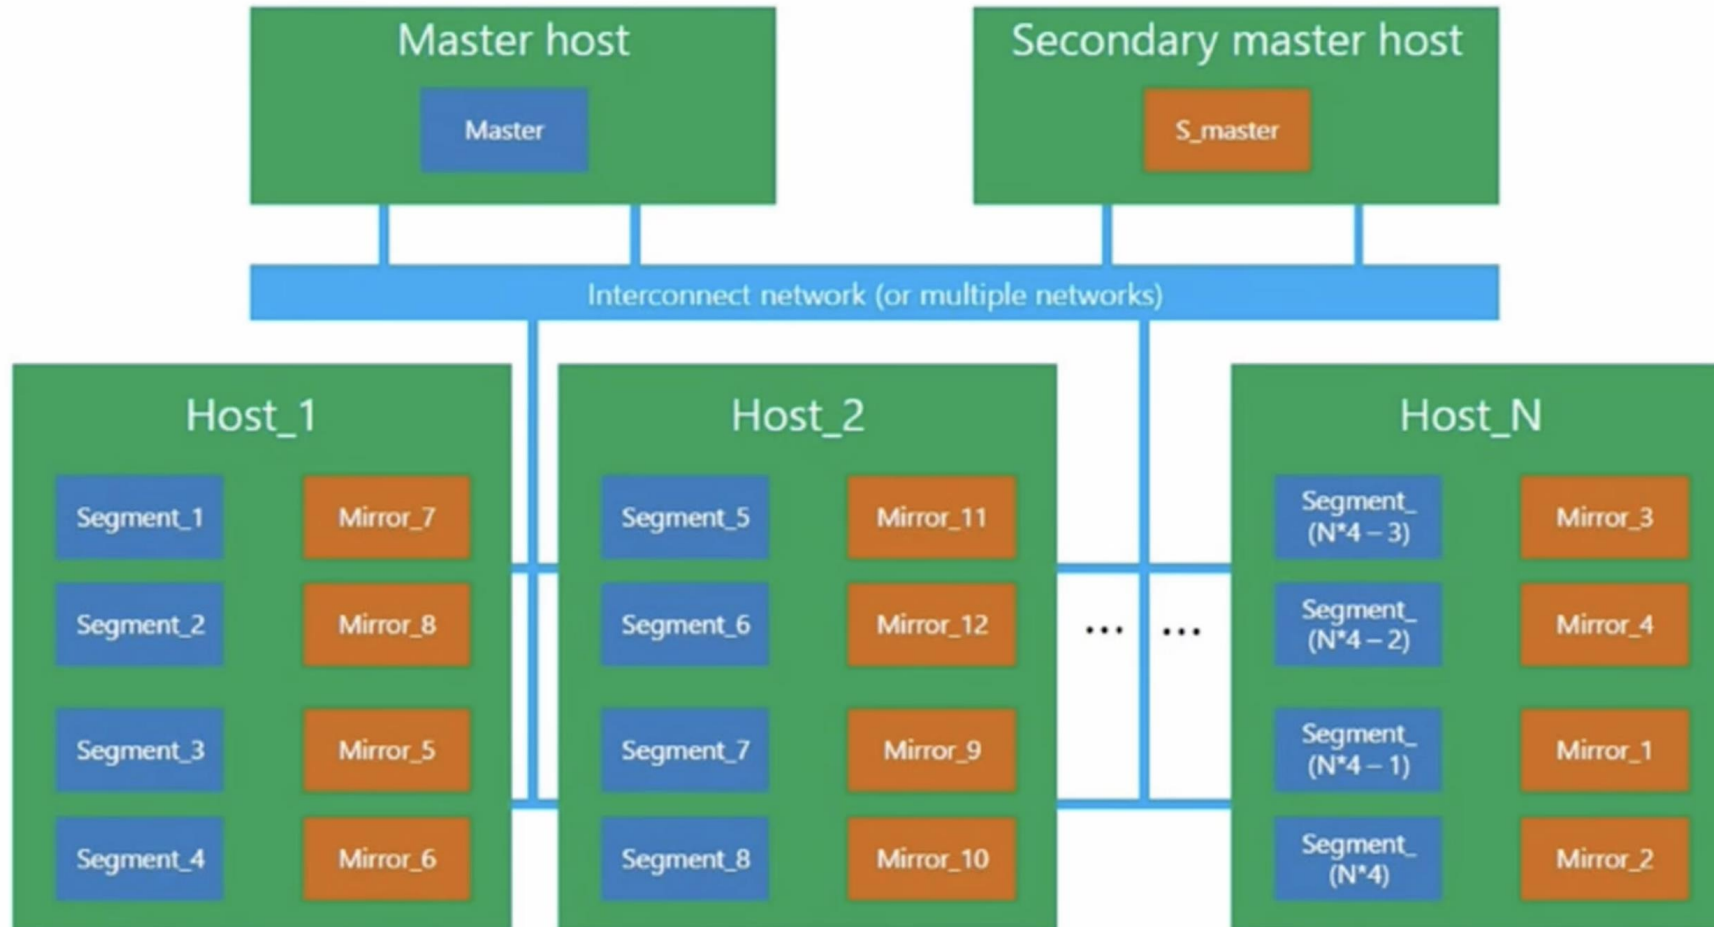 Master host
Secondary master host
Master
S_master
Interconnect network (or multiple networks)
Host_1
Segment_1
Mirror_7
Segment_2
Mirror_8
Segment_3
Mirror_5
Segment_4
Mirror_6
Host_2
Segment_5
Mirror_11
Segment_6
Mirror_12
Segment_7
Mirror_9
Segment_8
Mirror_10
... ...
Host_N
Segment_
(N*4 – 3)
Mirror_3
Segment_
(N*4 – 2)
Mirror_4
Segment_
(N*4 – 1)
Mirror_1
Segment_
(N*4)
Mirror_2